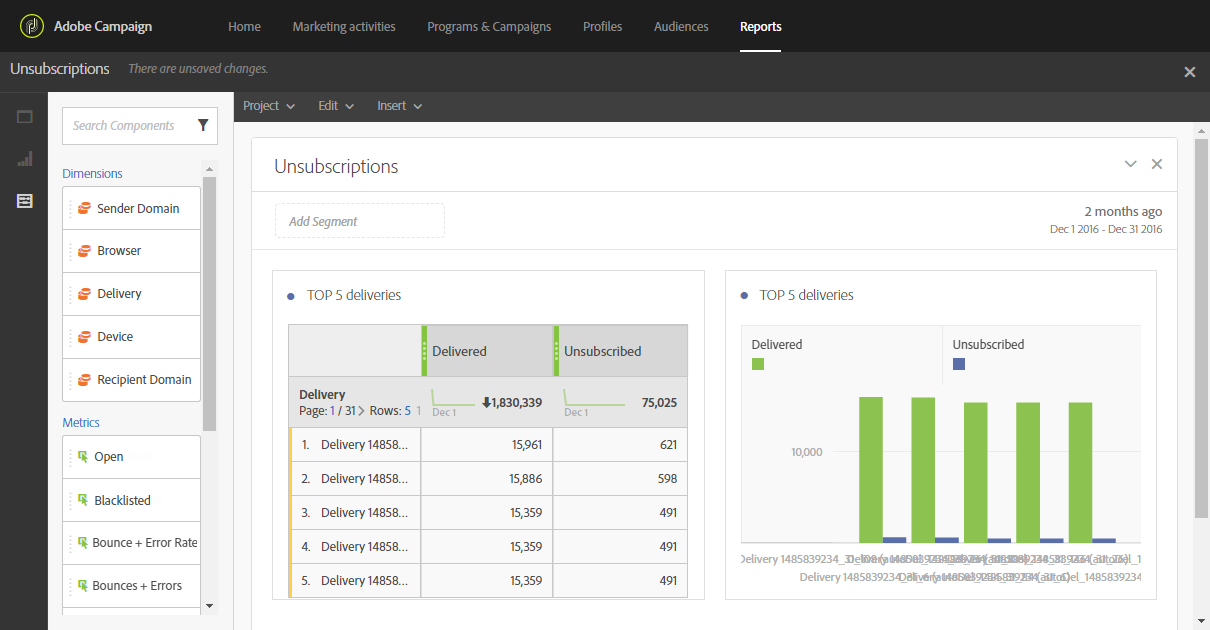 Adobe Campaign
Home Marketing activities Programs & Campaigns Profiles Audiences Reports
Unsubscriptions There are unsaved changes.
Project Edit Insert
Search Components
Dimensions
Sender Domain
Browser
Delivery
Device
Recipient Domain
Metrics
Open
Blacklisted
Bounce + Error Rate
Bounces + Errors
Unsubscriptions
Add Segment
2 months ago
Dec 1 2016 - Dec 31 2016
TOP 5 deliveries
Delivered Unsubscribed
Delivery
Page: 1 / 31 > Rows: 5 1
Dec 1 1,830,339 Dec 1 75,025
1. Delivery 14858... 15,961 621
2. Delivery 14858... 15,886 598
3. Delivery 14858... 15,359 491
4. Delivery 14858... 15,359 491
5. Delivery 14858... 15,359 491
TOP 5 deliveries
Delivered Unsubscribed
10,000
Delivery 1485839234_3
Delivery 1485839234_3